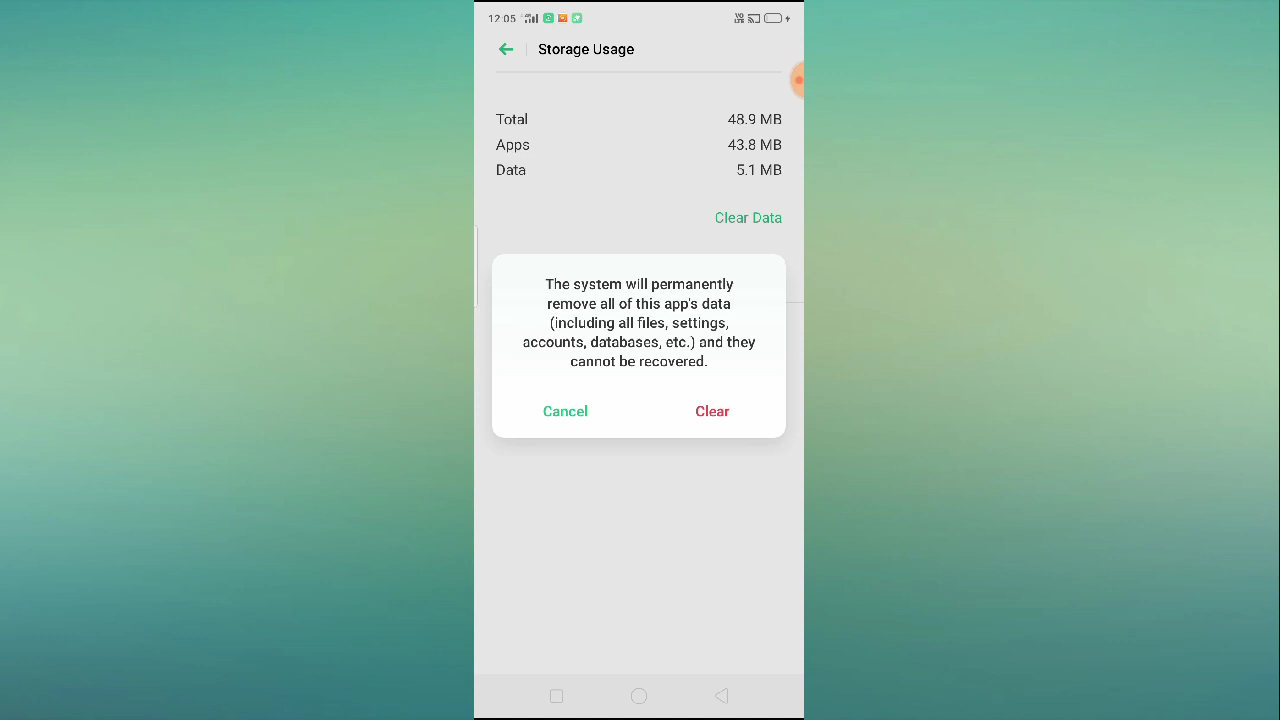 12:05
Storage Usage
Total 48.9 MB
Apps 43.8 MB
Data 5.1 MB
Clear Data
The system will permanently
remove all of this app's data
(including all files, settings,
accounts, databases, etc.) and they
cannot be recovered.
Cancel Clear